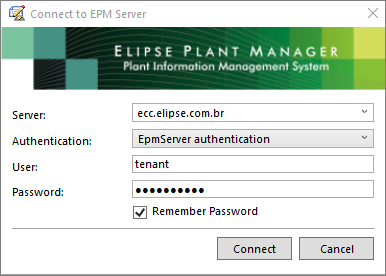 Connect to EPM Server
ELIPSE PLANT MANAGER
Plant Information Management System
Server: ecc.elipse.com.br
Authentication: EpmServer authentication
User: tenant
Password: ●●●●●●●●●●
Remember Password
Connect Cancel